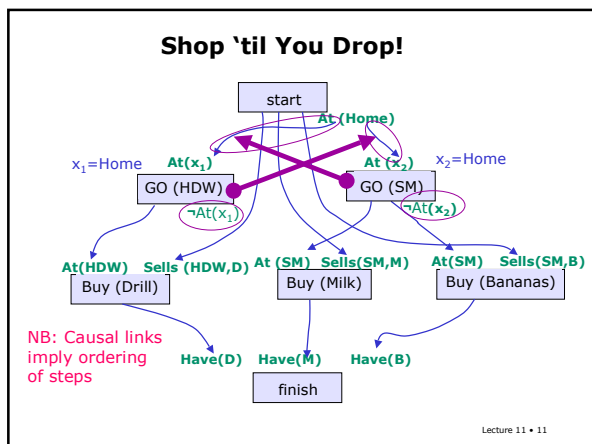 Shop ‘til You Drop!
start
At (Home)
At(x1)
At (x2)
x1=Home
x2=Home
GO (HDW)
GO (SM)
¬At(x1)
¬At(x2)
At(HDW) Sells (HDW,D)
At (SM) Sells(SM,M)
At(SM) Sells(SM,B)
Buy (Drill)
Buy (Milk)
Buy (Bananas)
NB: Causal links
imply ordering
of steps
Have(D) Have(M) Have(B)
finish
Lecture 11 • 11